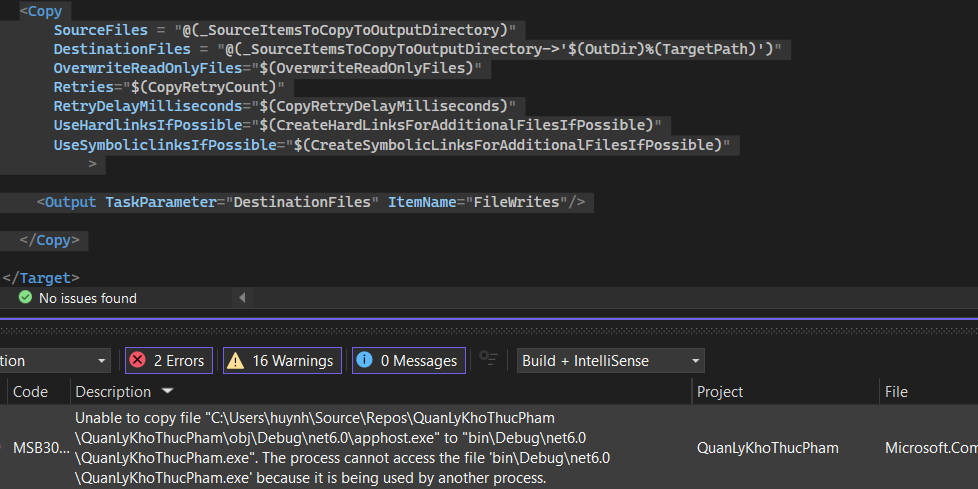 <Copy
SourceFiles = "@(_SourceItemsToCopyToOutputDirectory)"
DestinationFiles = "@(_SourceItemsToCopyToOutputDirectory->'$(OutDir)%(TargetPath)')"
OverwriteReadOnlyFiles="$(OverwriteReadOnlyFiles)"
Retries="$(CopyRetryCount)"
RetryDelayMilliseconds="$(CopyRetryDelayMilliseconds)"
UseHardlinksIfPossible="$(CreateHardLinksForAdditionalFilesIfPossible)"
UseSymboliclinksIfPossible="$(CreateSymbolicLinksForAdditionalFilesIfPossible)"
>
<Output TaskParameter="DestinationFiles" ItemName="FileWrites"/>
</Copy>
</Target>
No issues found
tion 2 Errors 16 Warnings 0 Messages Build + IntelliSense
Code Description Project File
Unable to copy file "C:\Users\huynh\Source\Repos\QuanLyKhoThucPham
\QuanLyKhoThucPham\obj\Debug\net6.0\apphost.exe" to "bin\Debug\net6.0
MSB30... \QuanLyKhoThucPham.exe". The process cannot access the file 'bin\Debug\net6.0 QuanLyKhoThucPham Microsoft.Com
\QuanLyKhoThucPham.exe' because it is being used by another process.